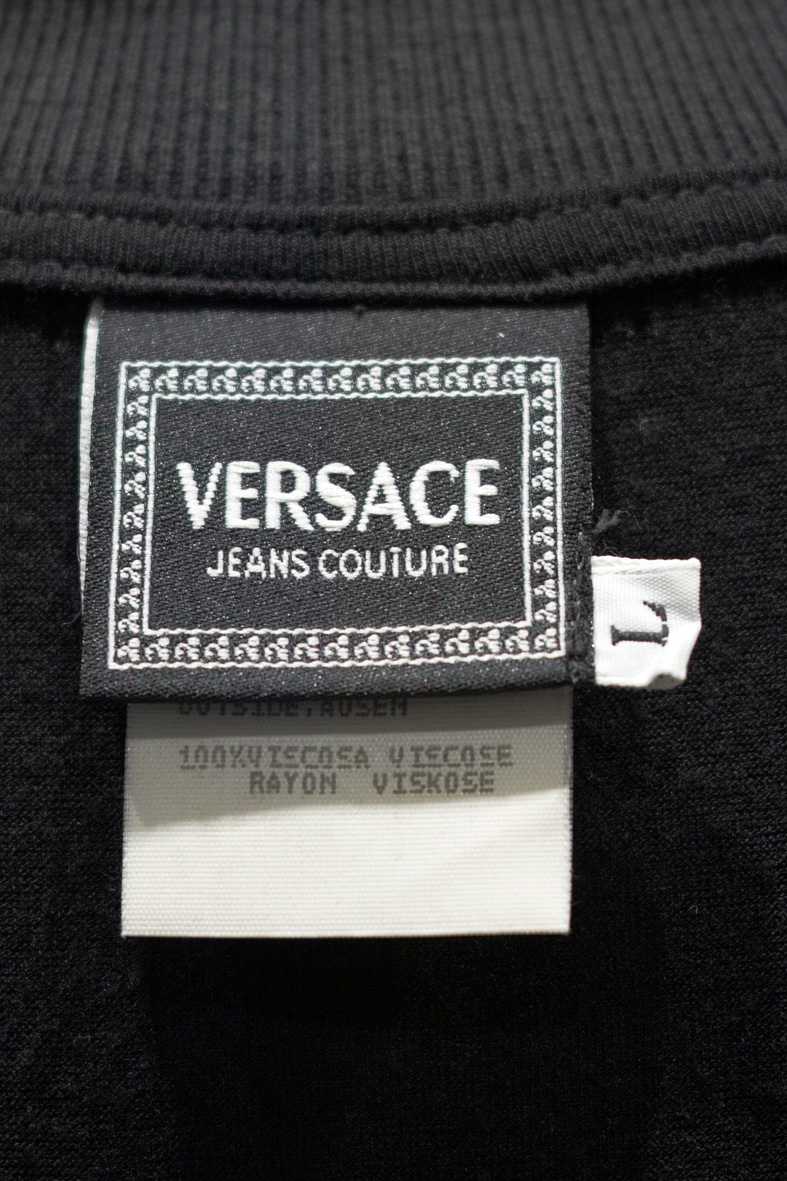 VERSACE
JEANS COUTURE
L
OUTSIDE,AUSEN
100%VISCOSA VISCOSE
RAYON VISKOSE